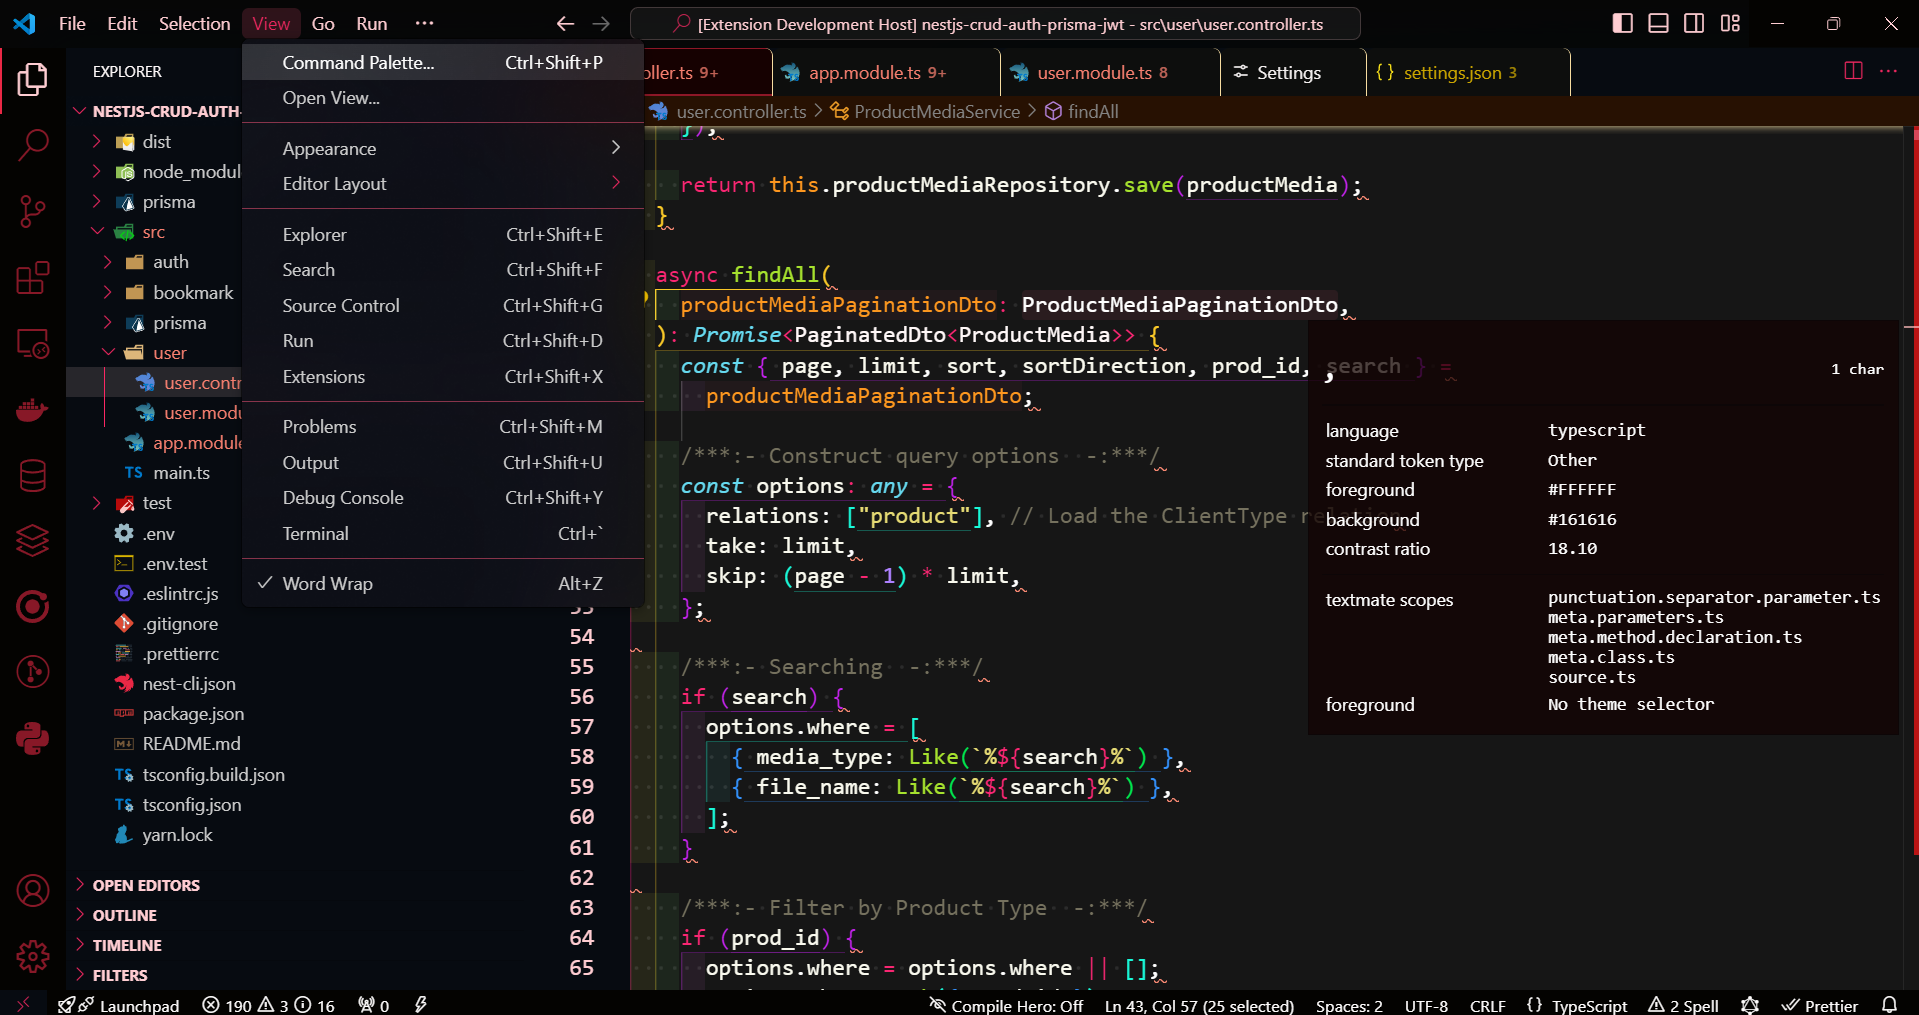 File Edit Selection View Go Run ···
[Extension Development Host] nestjs-crud-auth-prisma-jwt - src\user\user.controller.ts
EXPLORER
NESTJS-CRUD-AUTH-
dist
node_modul
prisma
src
auth
bookmark
prisma
user
user.contr
user.modu
app.module
TS main.ts
test
.env
.env.test
.eslintrc.js
.gitignore
.prettierrc
nest-cli.json
package.json
README.md
tsconfig.build.json
tsconfig.json
yarn.lock
OPEN EDITORS
OUTLINE
TIMELINE
FILTERS
Command Palette... Ctrl+Shift+P
Open View...
Appearance
Editor Layout
Explorer Ctrl+Shift+E
Search Ctrl+Shift+F
Source Control Ctrl+Shift+G
Run Ctrl+Shift+D
Extensions Ctrl+Shift+X
Problems Ctrl+Shift+M
Output Ctrl+Shift+U
Debug Console Ctrl+Shift+Y
Terminal Ctrl+`
Word Wrap Alt+Z
oller.ts 9+ app.module.ts 9+ user.module.ts 8 Settings {} settings.json 3
user.controller.ts > ProductMediaService > findAll
});
return this.productMediaRepository.save(productMedia);
}
async findAll(
productMediaPaginationDto: ProductMediaPaginationDto,
): Promise<PaginatedDto<ProductMedia>> {
const { page, limit, sort, sortDirection, prod_id, search } =
productMediaPaginationDto;
/***:- Construct query options -:***/
const options: any = {
relations: ["product"], // Load the ClientType relation
take: limit,
skip: (page - 1) * limit,
53 };
54
55 /***:- Searching -:***/
56 if (search) {
57 options.where = [
58 { media_type: Like(`%${search}%`) },
59 { file_name: Like(`%${search}%`) },
60 ];
61 }
62
63 /***:- Filter by Product Type -:***/
64 if (prod_id) {
65 options.where = options.where || [];
, 1 char
language typescript
standard token type Other
foreground #FFFFFF
background #161616
contrast ratio 18.10
textmate scopes punctuation.separator.parameter.ts
meta.parameters.ts
meta.method.declaration.ts
meta.class.ts
source.ts
foreground No theme selector
Launchpad 190 3 16 0 Compile Hero: Off Ln 43, Col 57 (25 selected) Spaces: 2 UTF-8 CRLF {} TypeScript 2 Spell Prettier